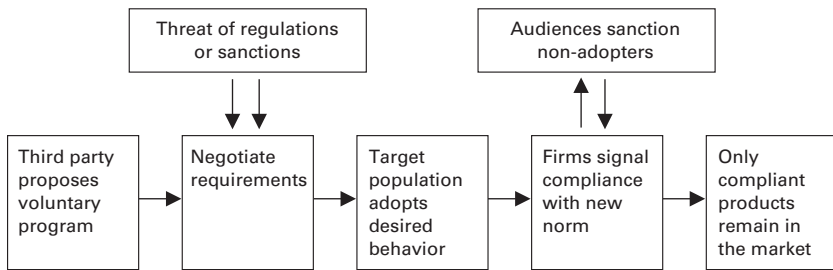 Threat of regulations
or sanctions
Audiences sanction
non-adopters
Third party
proposes
voluntary
program
Negotiate
requirements
Target
population
adopts
desired
behavior
Firms signal
compliance
with new
norm
Only
compliant
products
remain in
the market